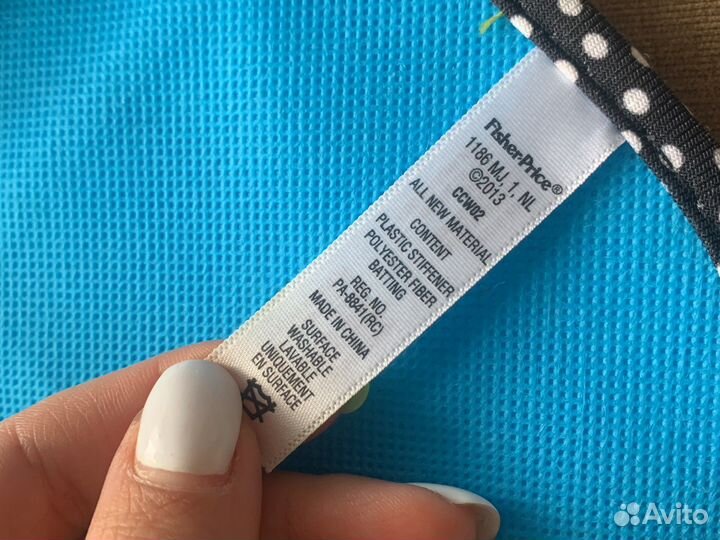 Fisher-Price®
1186 MJ, 1, NL
©2013
CCW02
ALL NEW MATERIAL
CONTENT
PLASTIC STIFFENER
POLYESTER FIBER
BATTING
REG. NO.
PA-8841(RC)
MADE IN CHINA
SURFACE
WASHABLE
LAVABLE
UNIQUEMENT
EN SURFACE
Avito